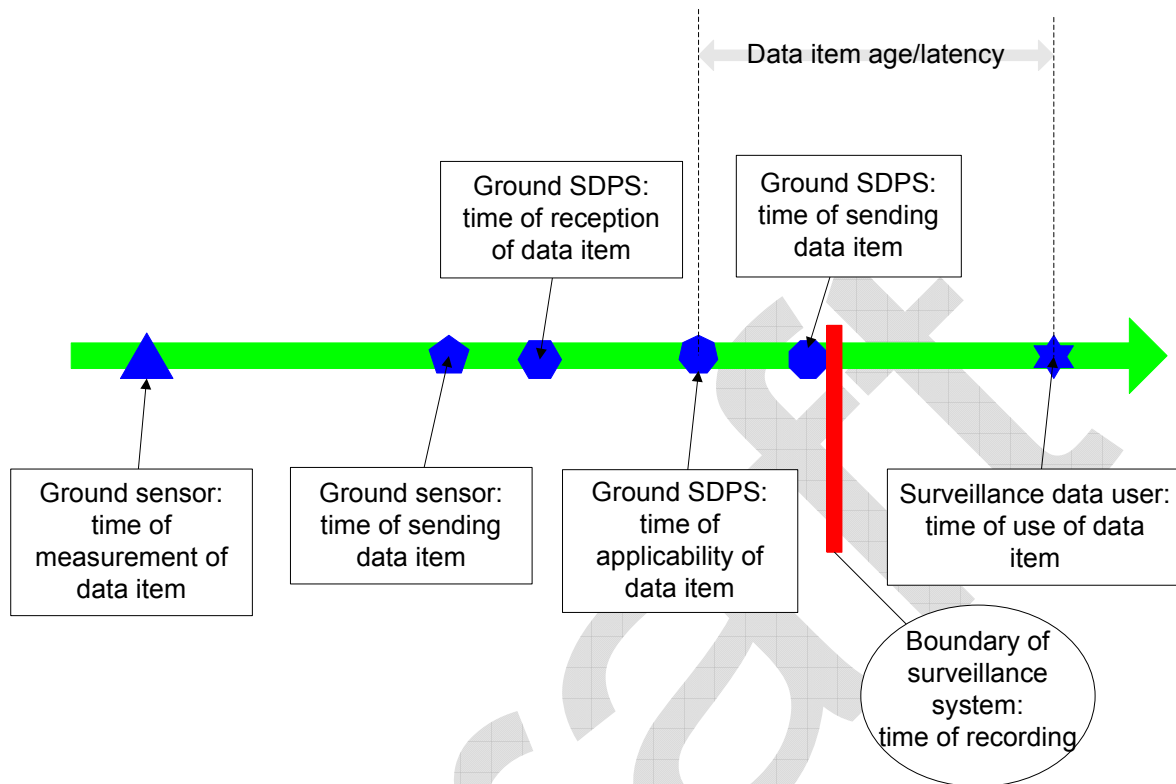 Data item age/latency
Ground SDPS:
time of reception
of data item
Ground SDPS:
time of sending
data item
Ground sensor:
time of
measurement of
data item
Ground sensor:
time of sending
data item
Ground SDPS:
time of
applicability of
data item
Surveillance data user:
time of use of data
item
Boundary of
surveillance
system:
time of recording